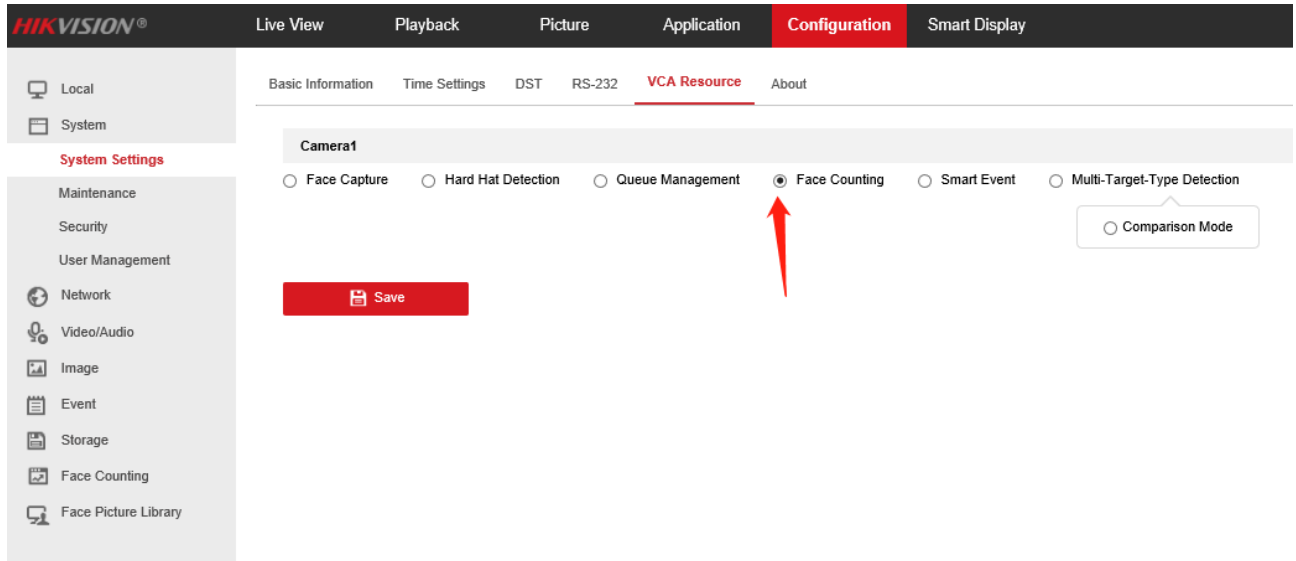 HIKVISION® Live View Playback Picture Application Configuration Smart Display
Local
System
System Settings
Maintenance
Security
User Management
Network
Video/Audio
Image
Event
Storage
Face Counting
Face Picture Library
Basic Information Time Settings DST RS-232 VCA Resource About
Camera1
Face Capture Hard Hat Detection Queue Management Face Counting Smart Event Multi-Target-Type Detection
Comparison Mode
Save